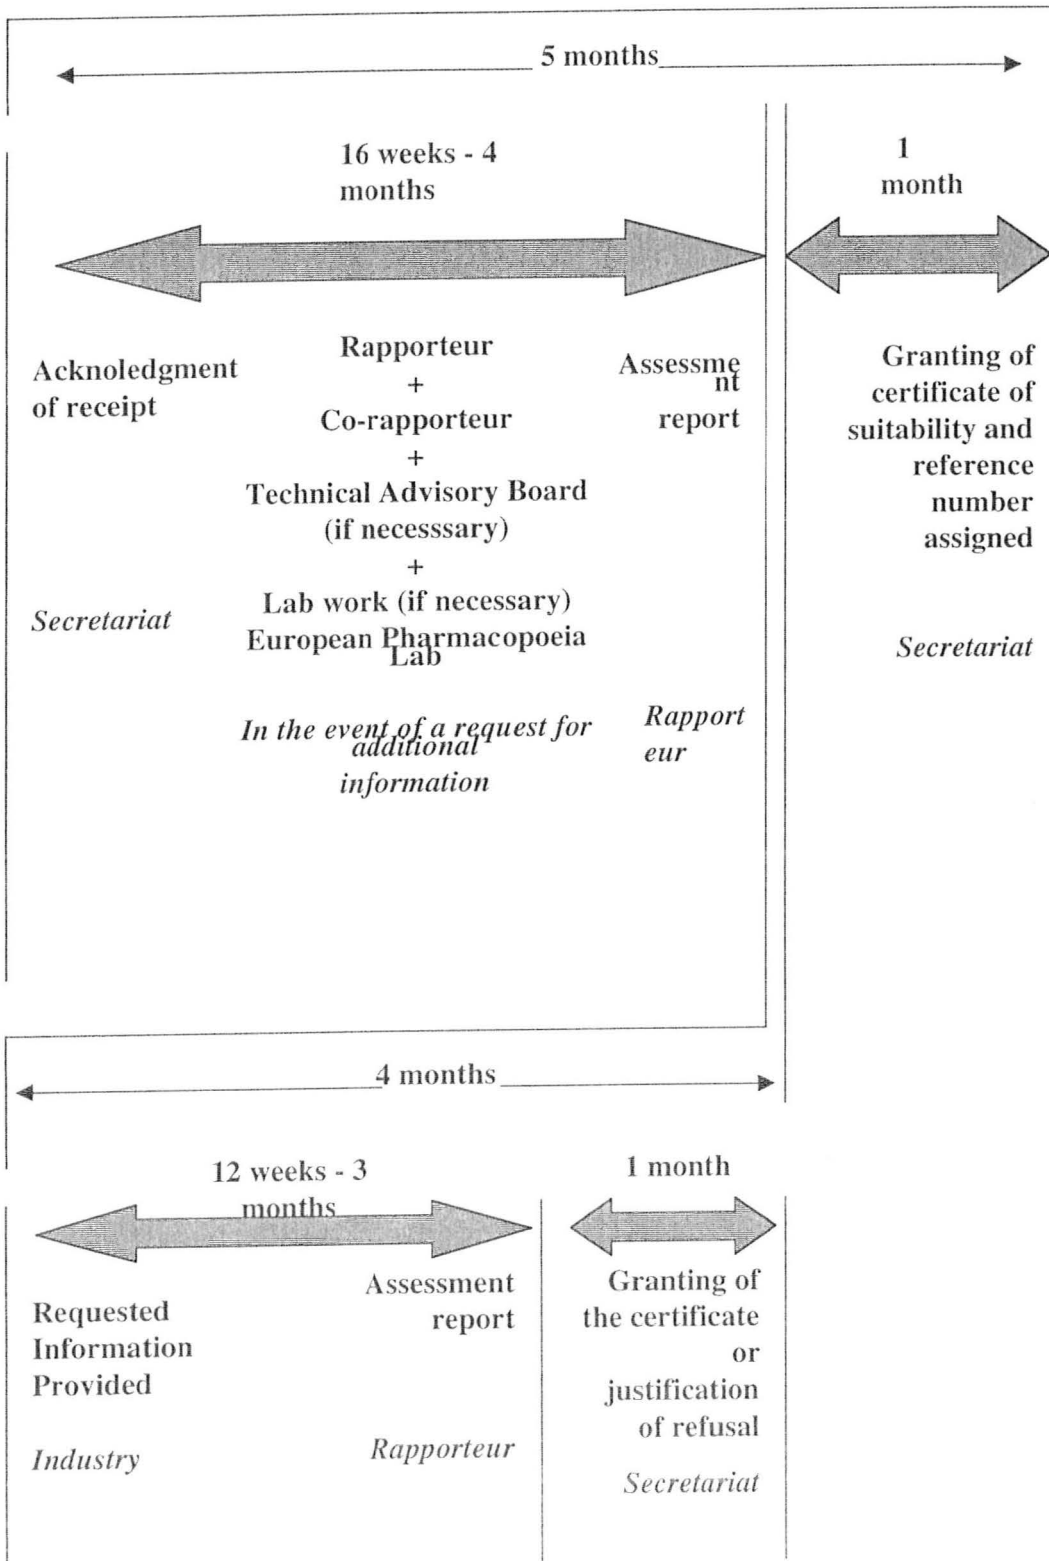 5 months
16 weeks - 4
months
1
month
Acknoledgment
of receipt
Rapporteur
+
Co-rapporteur
+
Technical Advisory Board
(if necesssary)
+
Lab work (if necessary)
European Pharmacopoeia
Lab
Assessme
nt
report
Granting of
certificate of
suitability and
reference
number
assigned
Secretariat
Secretariat
In the event of a request for
additional
information
Rapport
eur
4 months
12 weeks - 3
months
1 month
Requested
Information
Provided
Assessment
report
Granting of
the certificate
or
justification
of refusal
Industry
Rapporteur
Secretariat